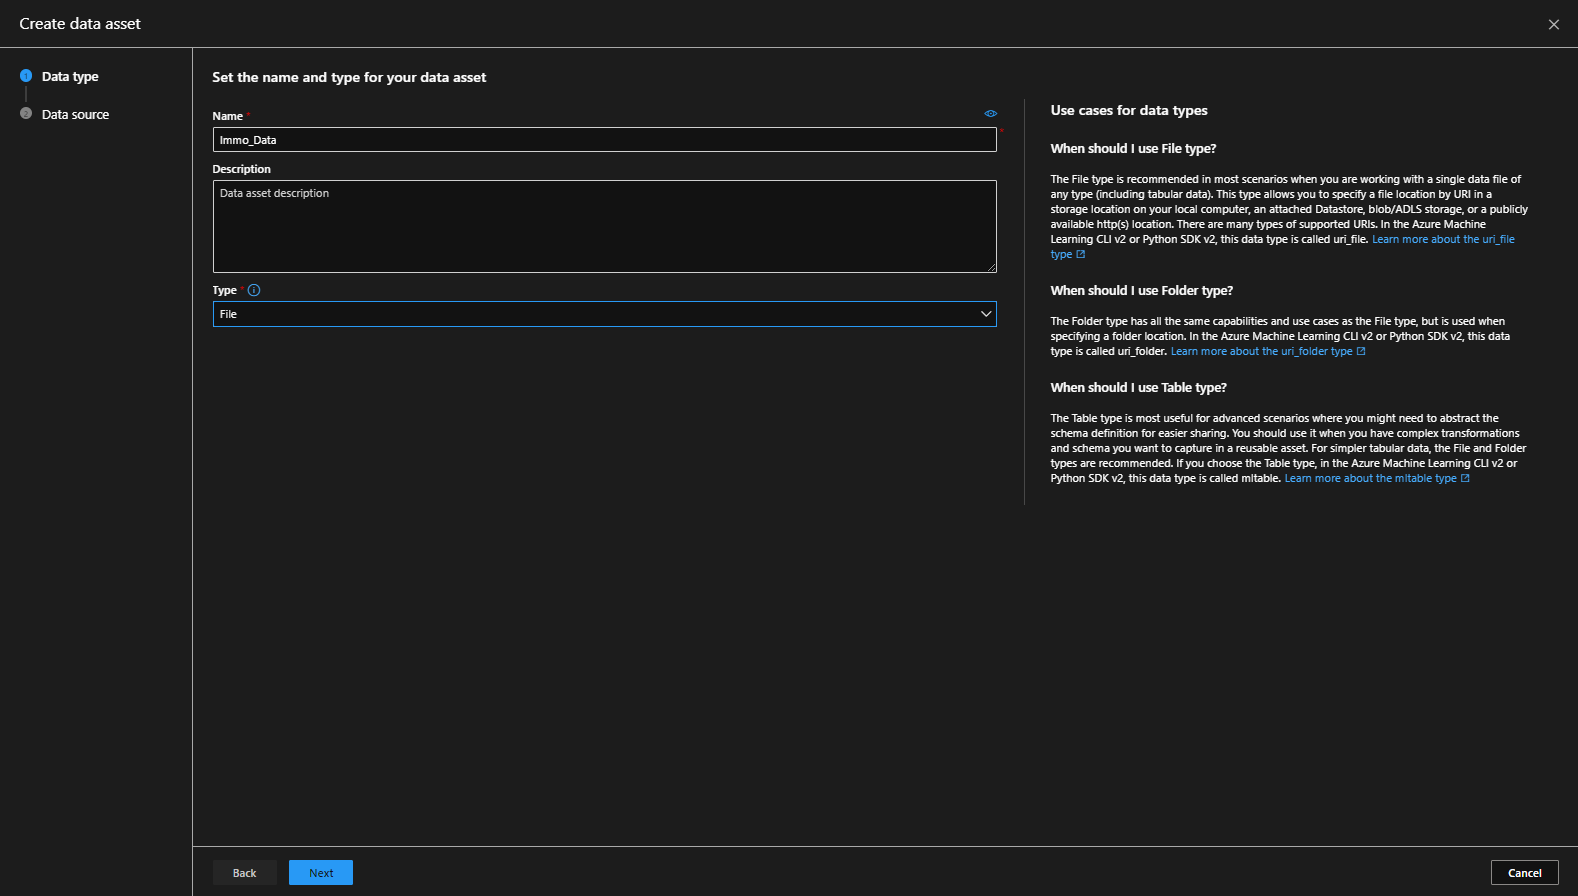 Create data asset
1 Data type
2 Data source
Set the name and type for your data asset
Name *
Immo_Data
*
Description
Data asset description
Type *
File
Use cases for data types
When should I use File type?
The File type is recommended in most scenarios when you are working with a single data file of
any type (including tabular data). This type allows you to specify a file location by URI in a
storage location on your local computer, an attached Datastore, blob/ADLS storage, or a publicly
available http(s) location. There are many types of supported URIs. In the Azure Machine
Learning CLI v2 or Python SDK v2, this data type is called uri_file. Learn more about the uri_file
type
When should I use Folder type?
The Folder type has all the same capabilities and use cases as the File type, but is used when
specifying a folder location. In the Azure Machine Learning CLI v2 or Python SDK v2, this data
type is called uri_folder. Learn more about the uri_folder type
When should I use Table type?
The Table type is most useful for advanced scenarios where you might need to abstract the
schema definition for easier sharing. You should use it when you have complex transformations
and schema you want to capture in a reusable asset. For simpler tabular data, the File and Folder
types are recommended. If you choose the Table type, in the Azure Machine Learning CLI v2 or
Python SDK v2, this data type is called mltable. Learn more about the mltable type
Back
Next
Cancel